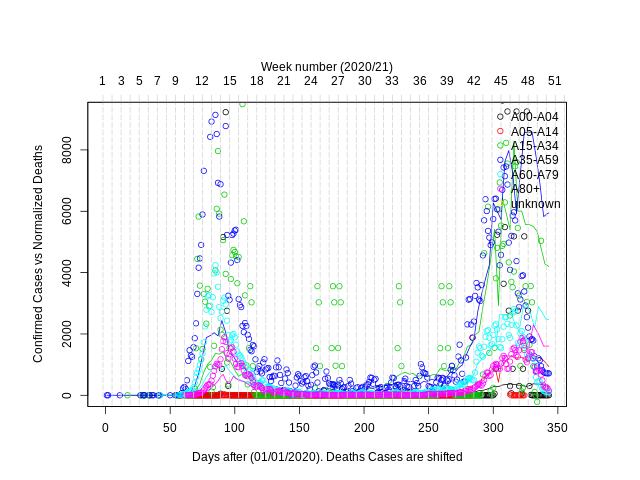 Week number (2020/21)
1 3 5 7 9 12 15 18 21 24 27 30 33 36 39 42 45 48 51
A00-A04
A05-A14
A15-A34
A35-A59
A60-A79
A80+
unknown
Confirmed Cases vs Normalized Deaths
8000
6000
4000
2000
0
0 50 100 150 200 250 300 350
Days after (01/01/2020). Deaths Cases are shifted